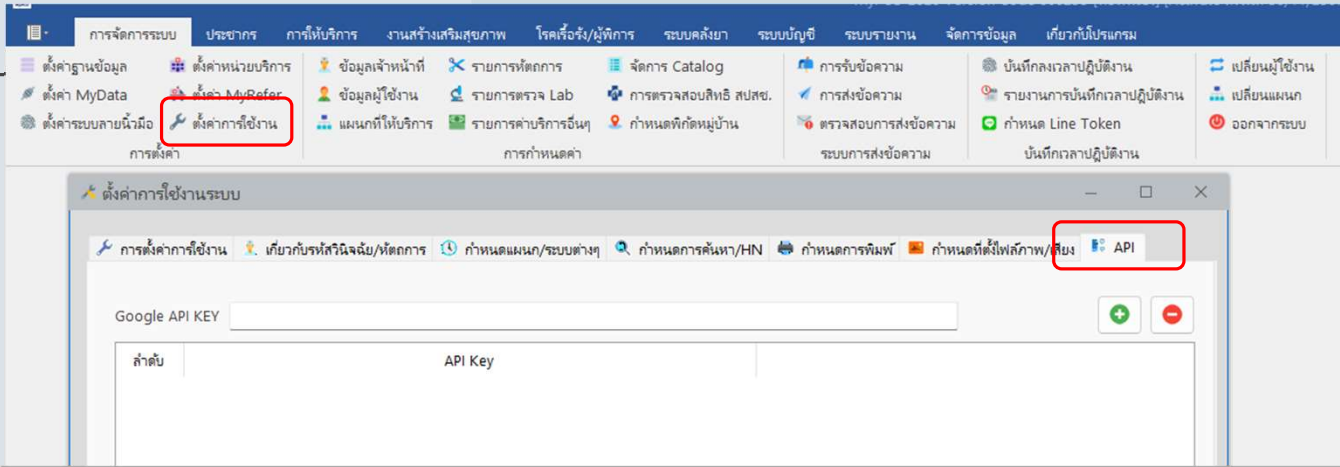 การจัดการระบบ ประชากร การให้บริการ งานสร้างเสริมสุขภาพ โรคเรื้อรัง/ผู้พิการ ระบบคลังยา ระบบบัญชี ระบบรายงาน จัดการข้อมูล เกี่ยวกับโปรแกรม
ตั้งค่าฐานข้อมูล ตั้งค่าหน่วยบริการ ข้อมูลเจ้าหน้าที่ รายการหัตถการ จัดการ Catalog การรับข้อความ บันทึกลงเวลาปฏิบัติงาน เปลี่ยนผู้ใช้งาน
ตั้งค่า MyData ตั้งค่า MyRefer ข้อมูลผู้ใช้งาน รายการตรวจ Lab การตรวจสอบสิทธิ สปสช. การส่งข้อความ รายงานการบันทึกเวลาปฏิบัติงาน เปลี่ยนแผนก
ตั้งค่าระบบลายนิ้วมือ ตั้งค่าการใช้งาน แผนกที่ให้บริการ รายการค่าบริการอื่นๆ กำหนดพิกัดหมู่บ้าน ตรวจสอบการส่งข้อความ กำหนด Line Token ออกจากระบบ
การตั้งค่า การกำหนดค่า ระบบการส่งข้อความ บันทึกเวลาปฏิบัติงาน
ตั้งค่าการใช้งานระบบ
การตั้งค่าการใช้งาน เกี่ยวกับรหัสวินิจฉัย/หัตถการ กำหนดแผนก/ระบบต่างๆ กำหนดการค้นหา/HN กำหนดการพิมพ์ กำหนดที่ตั้งไฟล์ภาพ/เสียง API
Google API KEY
ลำดับ API Key